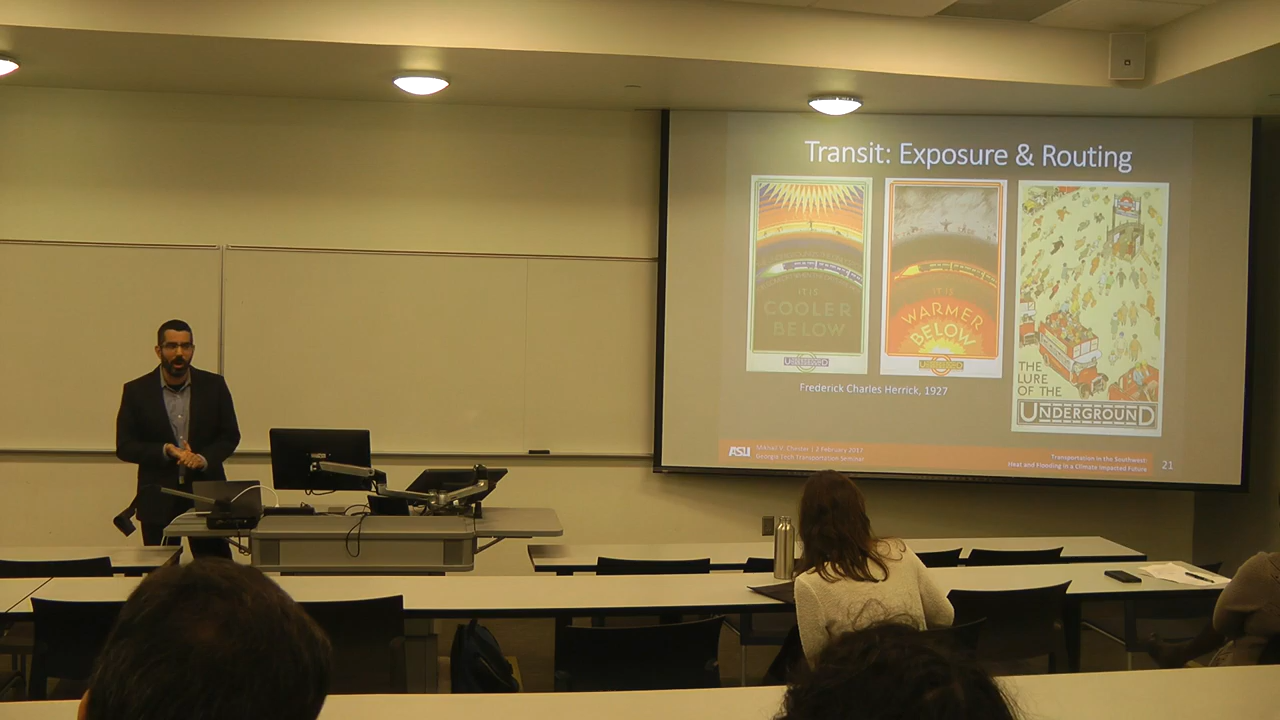 Transit: Exposure & Routing
IT IS
COOLER
BELOW
UNDERGROUND
IT IS
WARMER
BELOW
UNDERGROUND
THE
LURE
OF THE
UNDERGROUND
Frederick Charles Herrick, 1927
ASU
Mikhail V. Chester | 2 February 2017
Georgia Tech Transportation Seminar
Transportation in the Southwest:
Heat and Flooding in a Climate Impacted Future
21